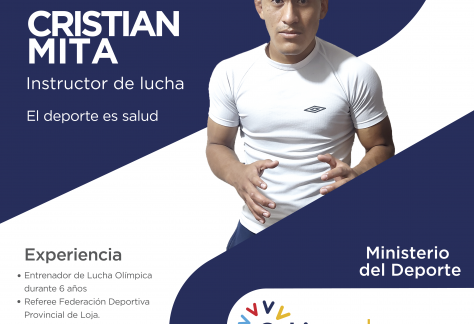 CRISTIAN
MITA
Instructor de lucha
El deporte es salud
Experiencia
• Entrenador de Lucha Olímpica
durante 6 años
• Referee Federación Deportiva
Provincial de Loja.
Ministerio
del Deporte